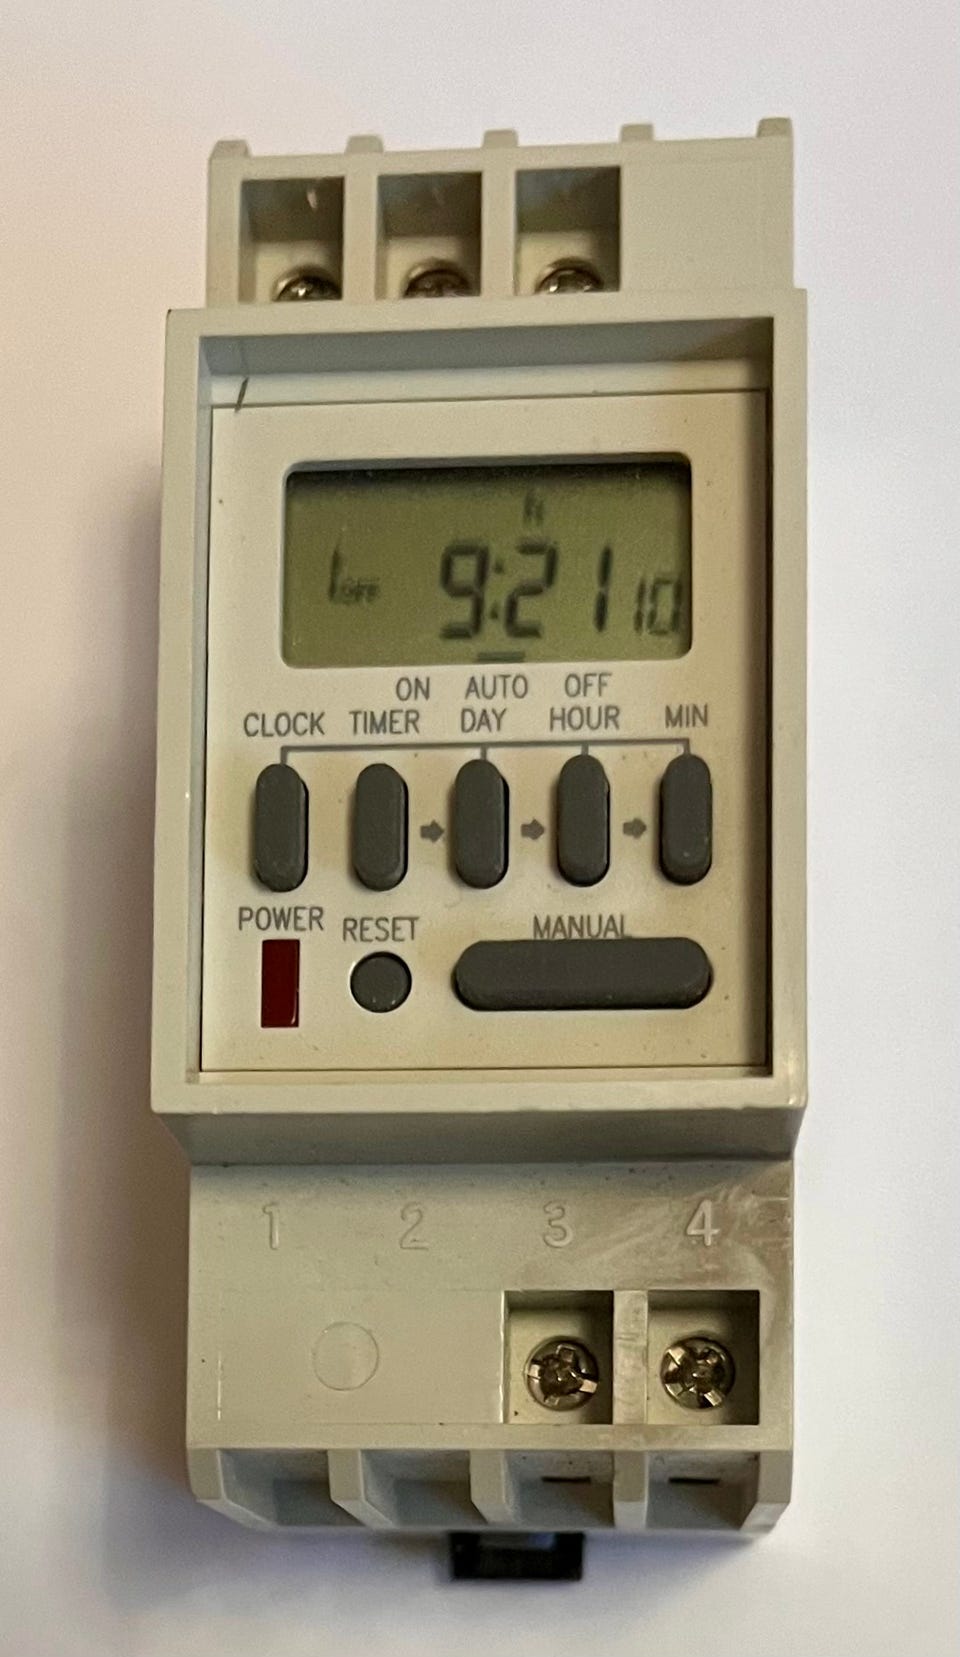 1 OFF 9:21 10
ON AUTO OFF
CLOCK TIMER DAY HOUR MIN
POWER RESET MANUAL
1 2 3 4